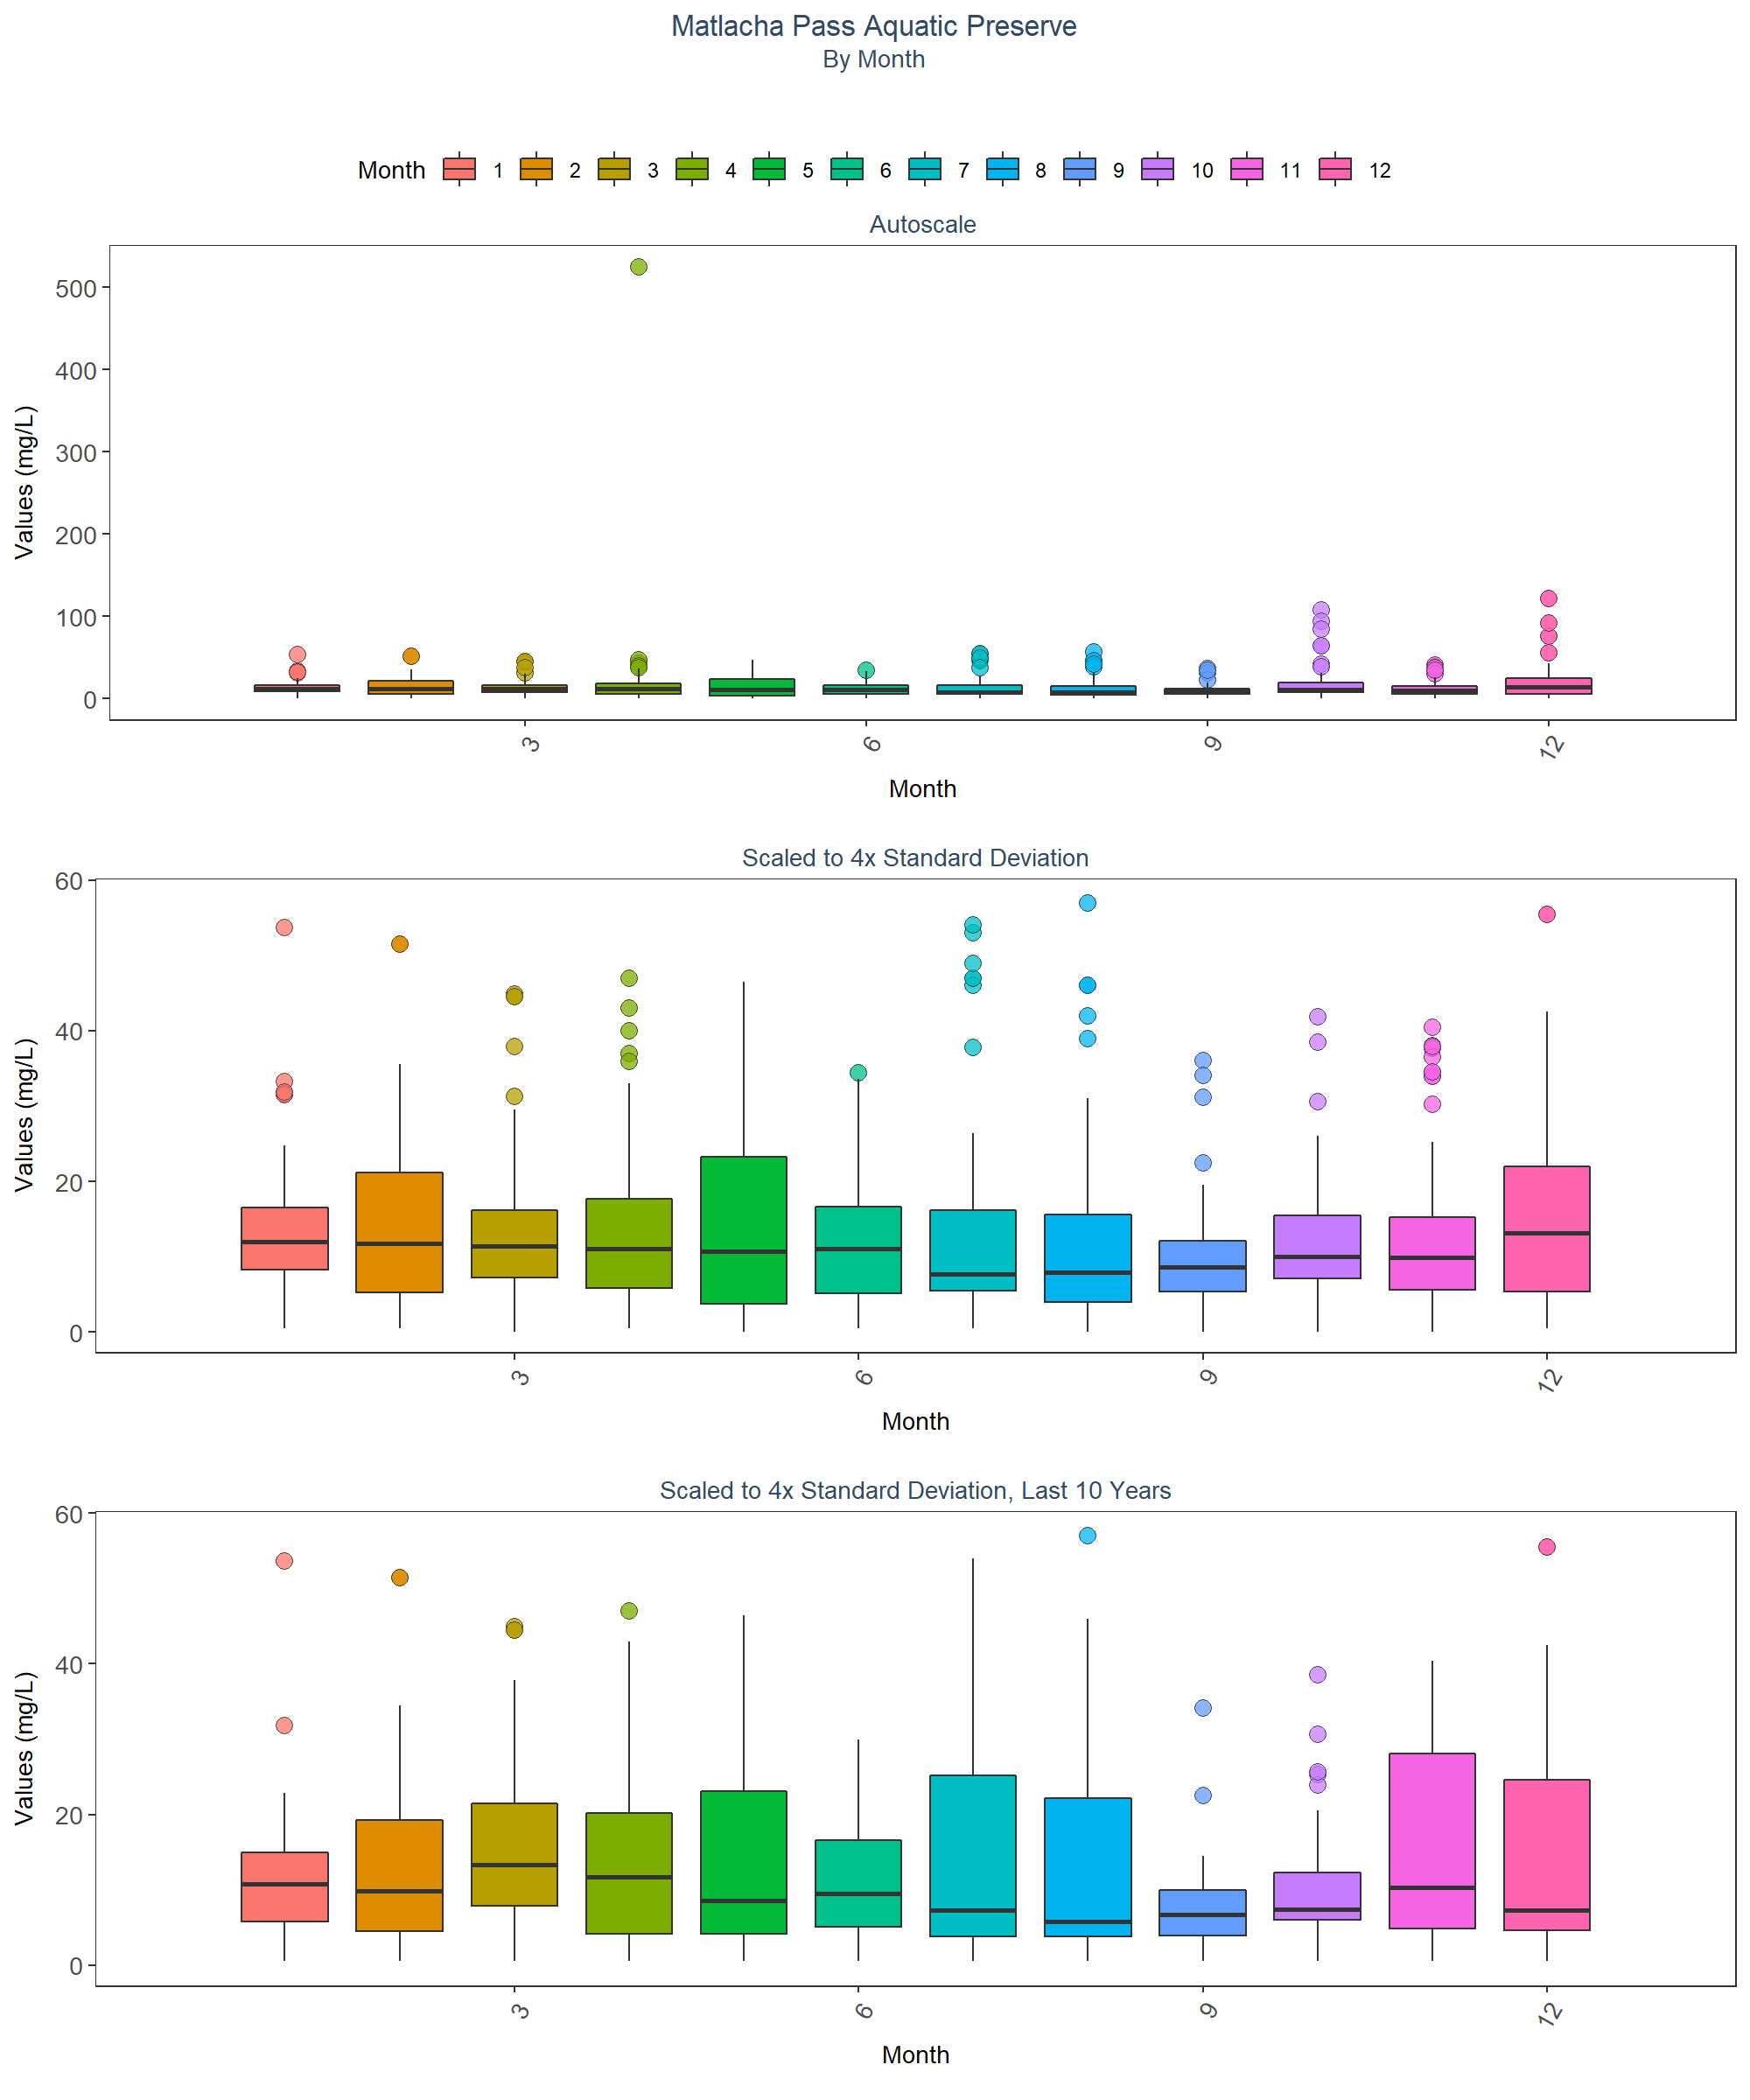 Matlacha Pass Aquatic Preserve
By Month
Month 1 2 3 4 5 6 7 8 9 10 11 12
Autoscale
Values (mg/L)
500
400
300
200
100
0
3 6 9 12
Month
Scaled to 4x Standard Deviation
Values (mg/L)
60
40
20
0
3 6 9 12
Month
Scaled to 4x Standard Deviation, Last 10 Years
Values (mg/L)
60
40
20
0
3 6 9 12
Month